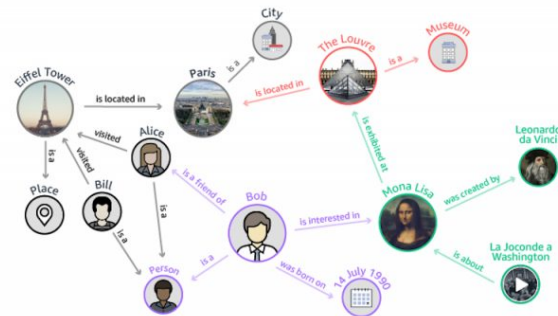 City
is a
Eiffel Tower
is located in
Paris
is located in
The Louvre
is a
Museum
visited
Alice
is a
visited
Place
Bill
is a
is a
is a friend of
Bob
is interested in
is exhibited at
Mona Lisa
was created by
Leonardo
da Vinci
is about
La Joconde a
Washington
Person
is a
was born on
14 July 1990